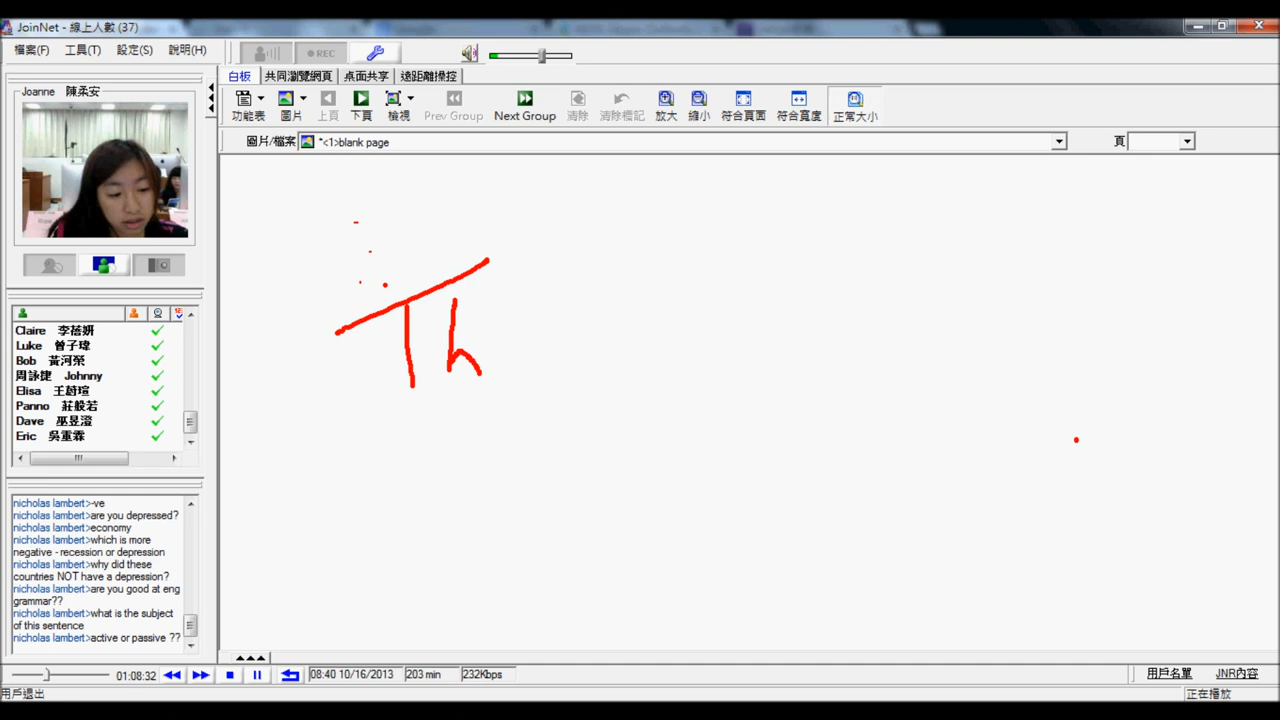 JoinNet - 線上人數 (37)
檔案(F) 工具(T) 設定(S) 說明(H)
REC
Joanne 陳柔安
白板 共同瀏覽網頁 桌面共享 遠距離操控
功能表 圖片 上頁 下頁 檢視 Prev Group Next Group 清除 清除標記 放大 縮小 符合頁面 符合寬度 正常大小
圖片/檔案 *<1>blank page 頁
Th
Claire 李蓓妍
Luke 曾子瑋
Bob 黃河榮
周詠捷 Johnny
Elisa 王蒔瑄
Panno 莊般若
Dave 巫昱澄
Eric 吳重霖
nicholas lambert>-ve
nicholas lambert>are you depressed?
nicholas lambert>economy
nicholas lambert>which is more
negative - recession or depression
nicholas lambert>why did these
countries NOT have a depression?
nicholas lambert>are you good at eng
grammar??
nicholas lambert>what is the subject
of this sentence
nicholas lambert>active or passive ??
01:08:32 08:40 10/16/2013 203 min 232Kbps 用戶名單 JNR內容
用戶退出 正在播放